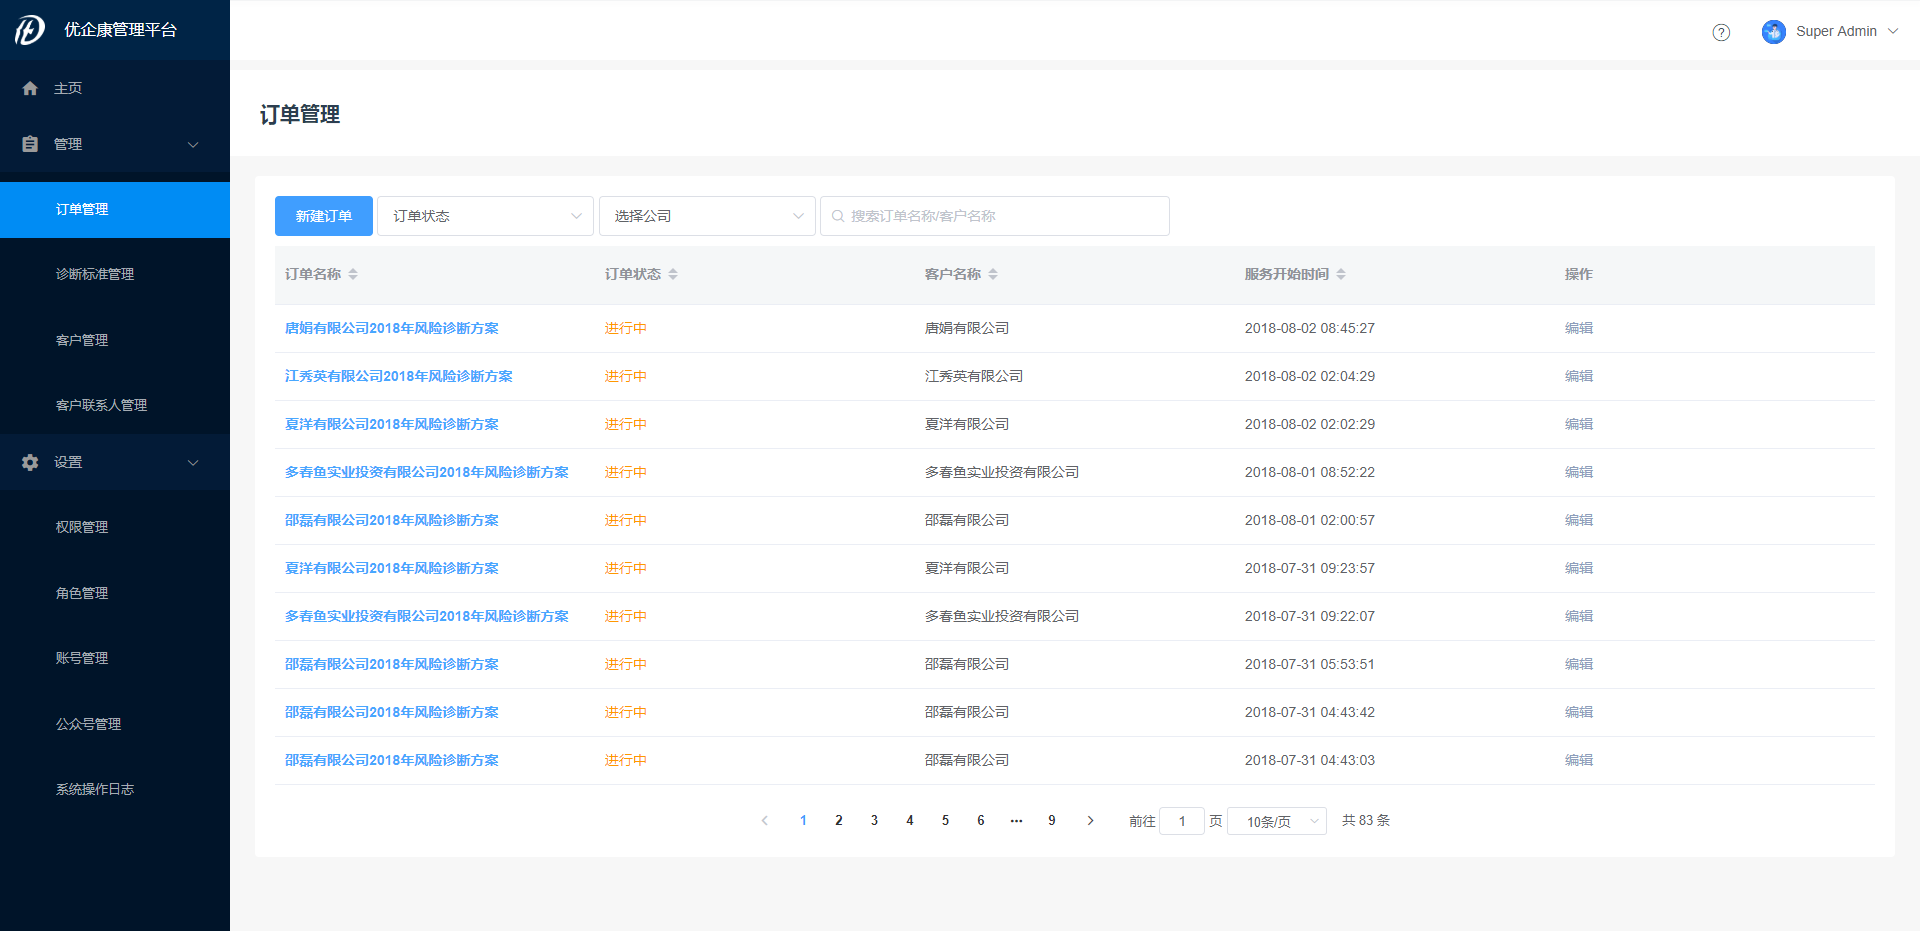 优企康管理平台
Super Admin
主页
管理
订单管理
诊断标准管理
客户管理
客户联系人管理
设置
权限管理
角色管理
账号管理
公众号管理
系统操作日志
订单管理
新建订单 订单状态 选择公司 搜索订单名称/客户名称
订单名称 订单状态 客户名称 服务开始时间 操作
唐娟有限公司2018年风险诊断方案 进行中 唐娟有限公司 2018-08-02 08:45:27 编辑
江秀英有限公司2018年风险诊断方案 进行中 江秀英有限公司 2018-08-02 02:04:29 编辑
夏洋有限公司2018年风险诊断方案 进行中 夏洋有限公司 2018-08-02 02:02:29 编辑
多春鱼实业投资有限公司2018年风险诊断方案 进行中 多春鱼实业投资有限公司 2018-08-01 08:52:22 编辑
邵磊有限公司2018年风险诊断方案 进行中 邵磊有限公司 2018-08-01 02:00:57 编辑
夏洋有限公司2018年风险诊断方案 进行中 夏洋有限公司 2018-07-31 09:23:57 编辑
多春鱼实业投资有限公司2018年风险诊断方案 进行中 多春鱼实业投资有限公司 2018-07-31 09:22:07 编辑
邵磊有限公司2018年风险诊断方案 进行中 邵磊有限公司 2018-07-31 05:53:51 编辑
邵磊有限公司2018年风险诊断方案 进行中 邵磊有限公司 2018-07-31 04:43:42 编辑
邵磊有限公司2018年风险诊断方案 进行中 邵磊有限公司 2018-07-31 04:43:03 编辑
1 2 3 4 5 6 ··· 9 前往 1 页 10条/页 共 83 条